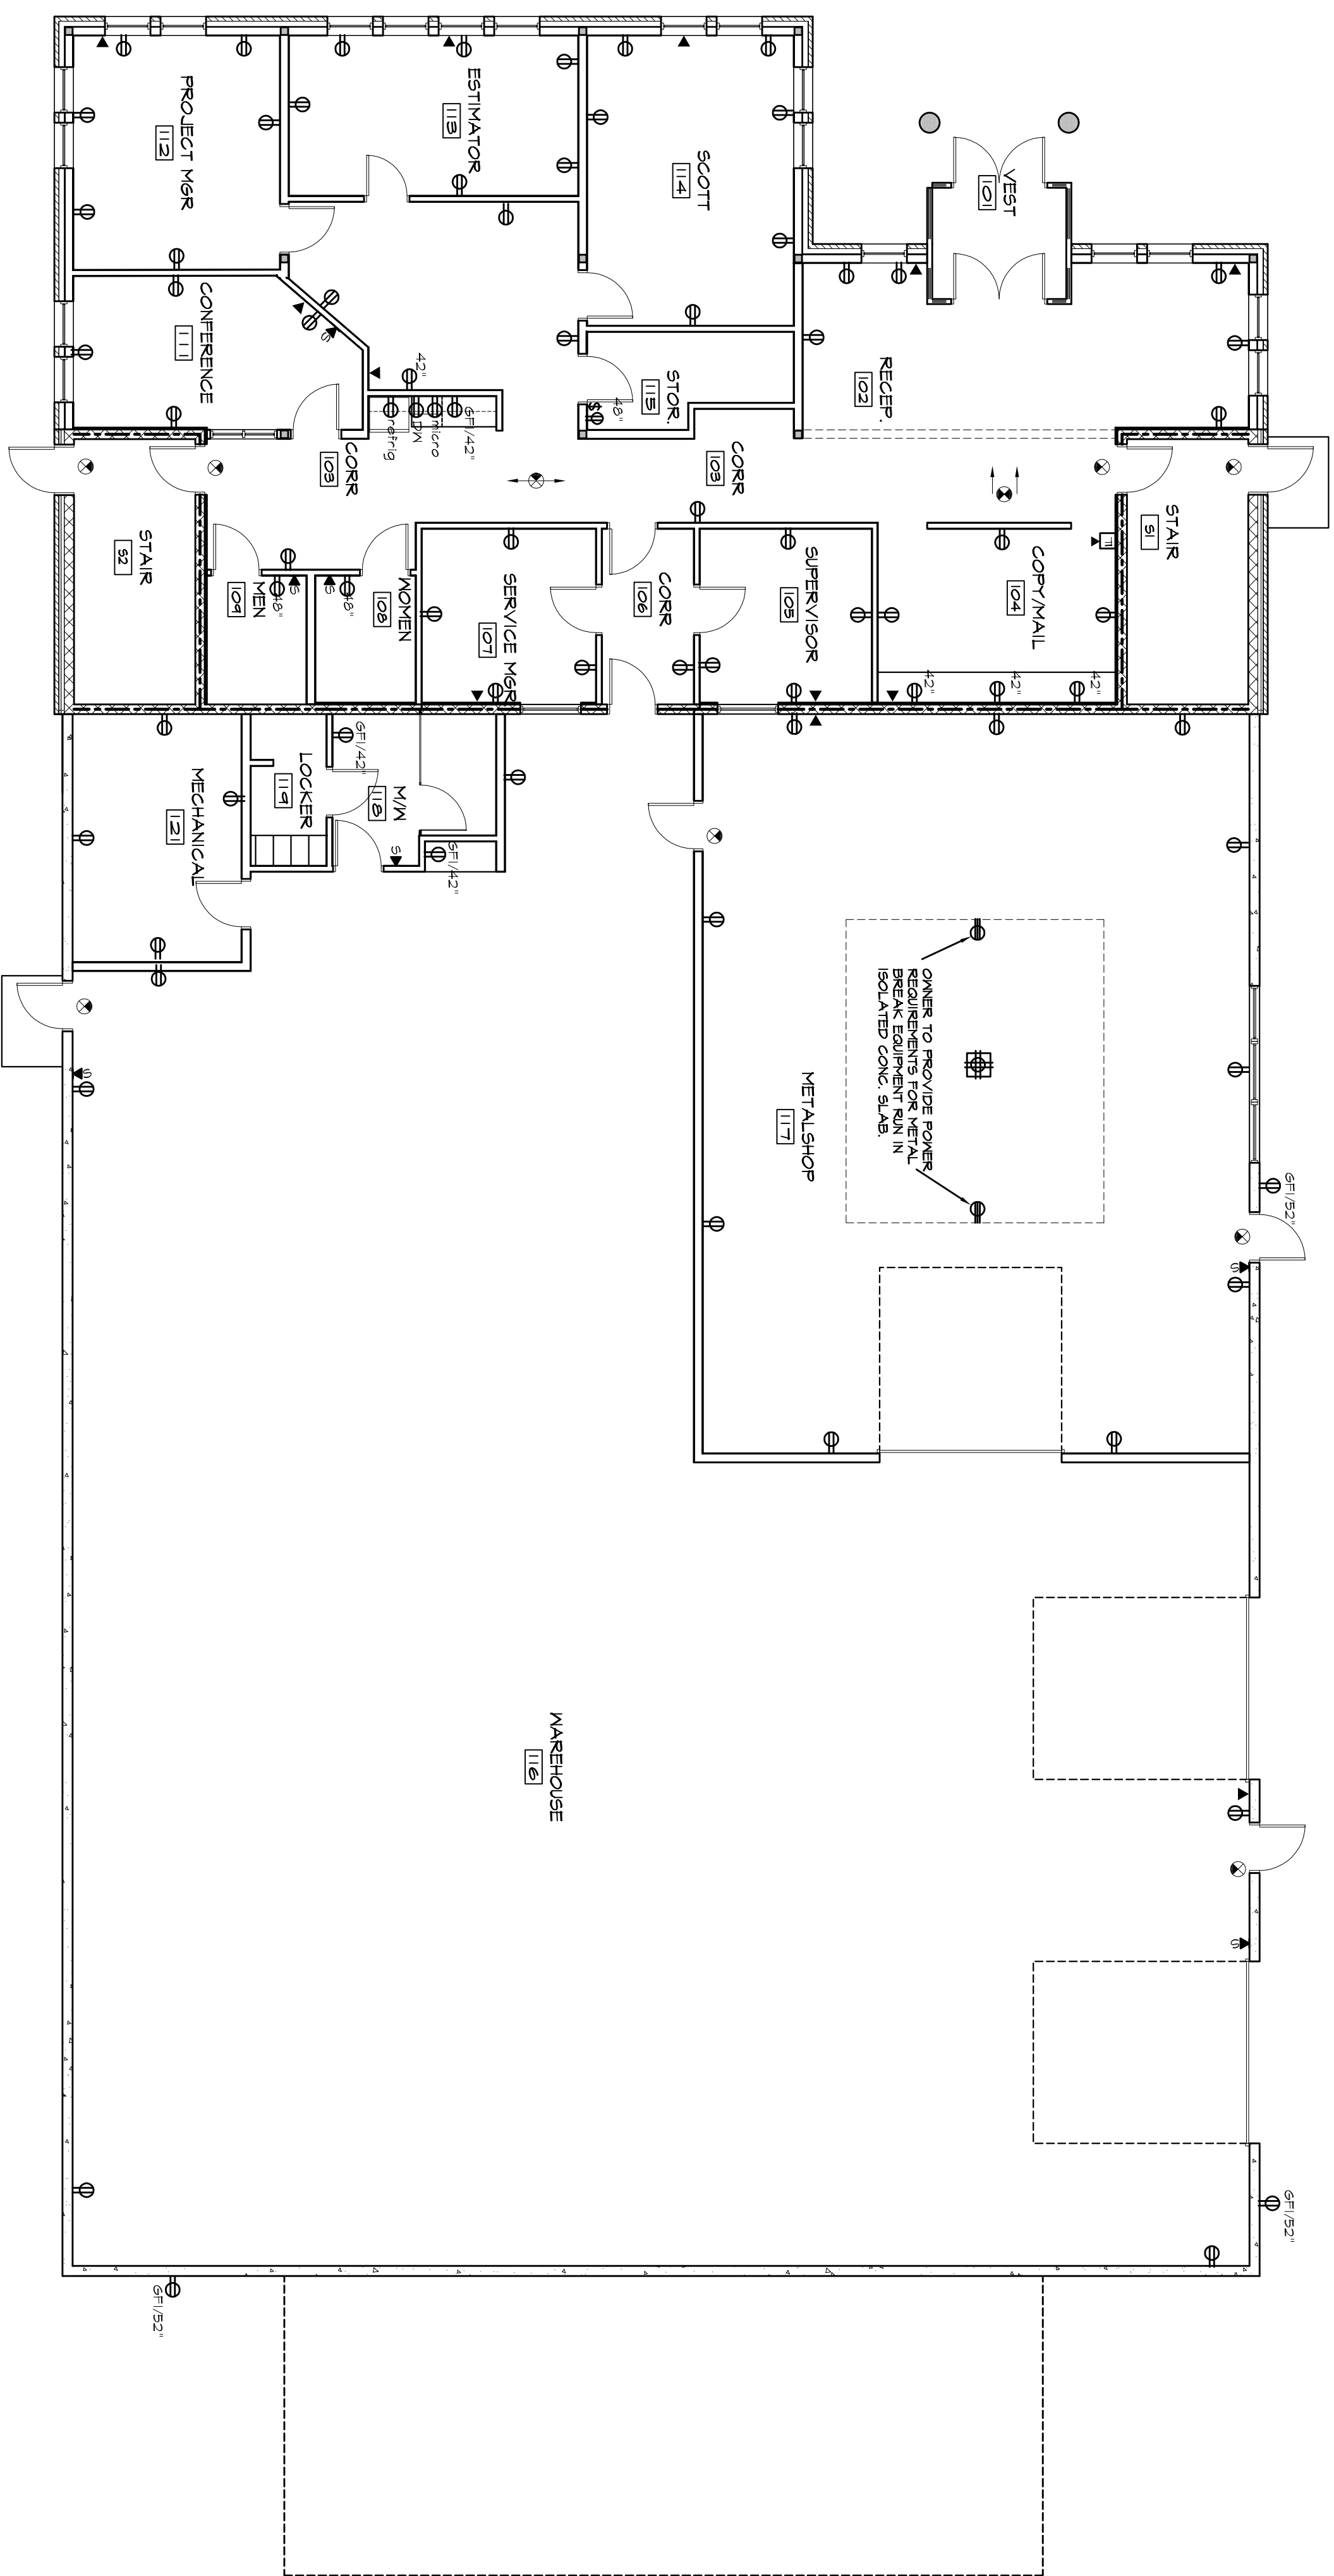 PROJECT MGR
112
ESTIMATOR
113
SCOTT
114
VEST
101
CONFERENCE
111
S
42"
GFI/42"
micro
DW
refrig
STOR.
115
48"
$
RECEP.
102
CORR
103
CORR
103
STAIR
S2
MEN
109
S
48"
WOMEN
108
S
48"
SERVICE MGR
107
CORR
106
SUPERVISOR
105
COPY/MAIL
104
42"
42"
42"
STAIR
S1
MECHANICAL
121
LOCKER
119
GFI/42"
M/W
118
S
GFI/42"
OWNER TO PROVIDE POWER
REQUIREMENTS FOR METAL
BREAK EQUIPMENT RUN IN
ISOLATED CONC. SLAB.
METALSHOP
117
GFI/52"
S
S
WAREHOUSE
116
S
GFI/52"
GFI/52"